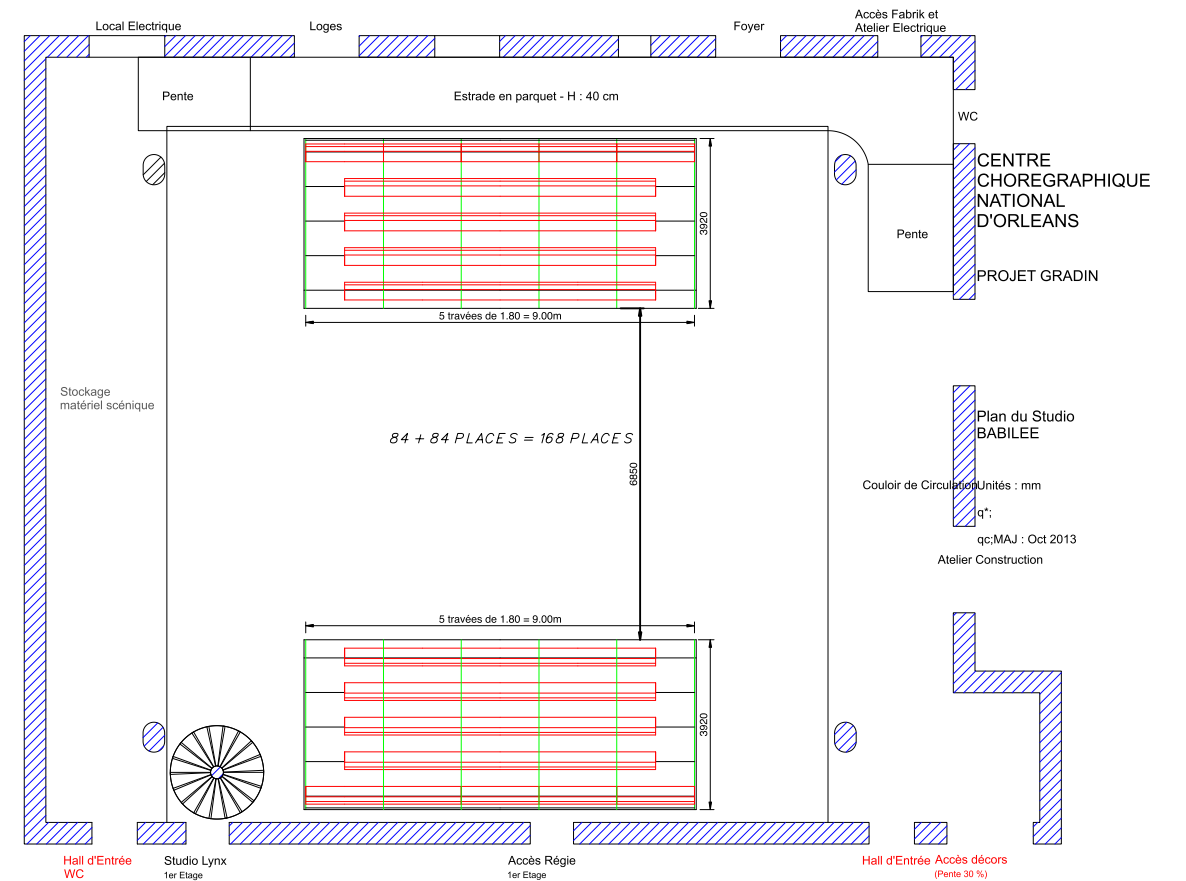 Local Electrique
Loges
Foyer
Accès Fabrik et
Atelier Electrique
Pente
Estrade en parquet - H : 40 cm
WC
CENTRE
CHOREGRAPHIQUE
NATIONAL
D'ORLEANS
3920
Pente
PROJET GRADIN
5 travées de 1.80 = 9.00m
Stockage
matériel scénique
Plan du Studio
BABILEE
84 + 84 PLACES = 168 PLACES
6850
Couloir de Circulation
Unités : mm
q*;
qc;MAJ : Oct 2013
Atelier Construction
5 travées de 1.80 = 9.00m
3920
Hall d'Entrée
WC
Studio Lynx
1er Etage
Accès Régie
1er Etage
Hall d'Entrée
Accès décors
(Pente 30 %)